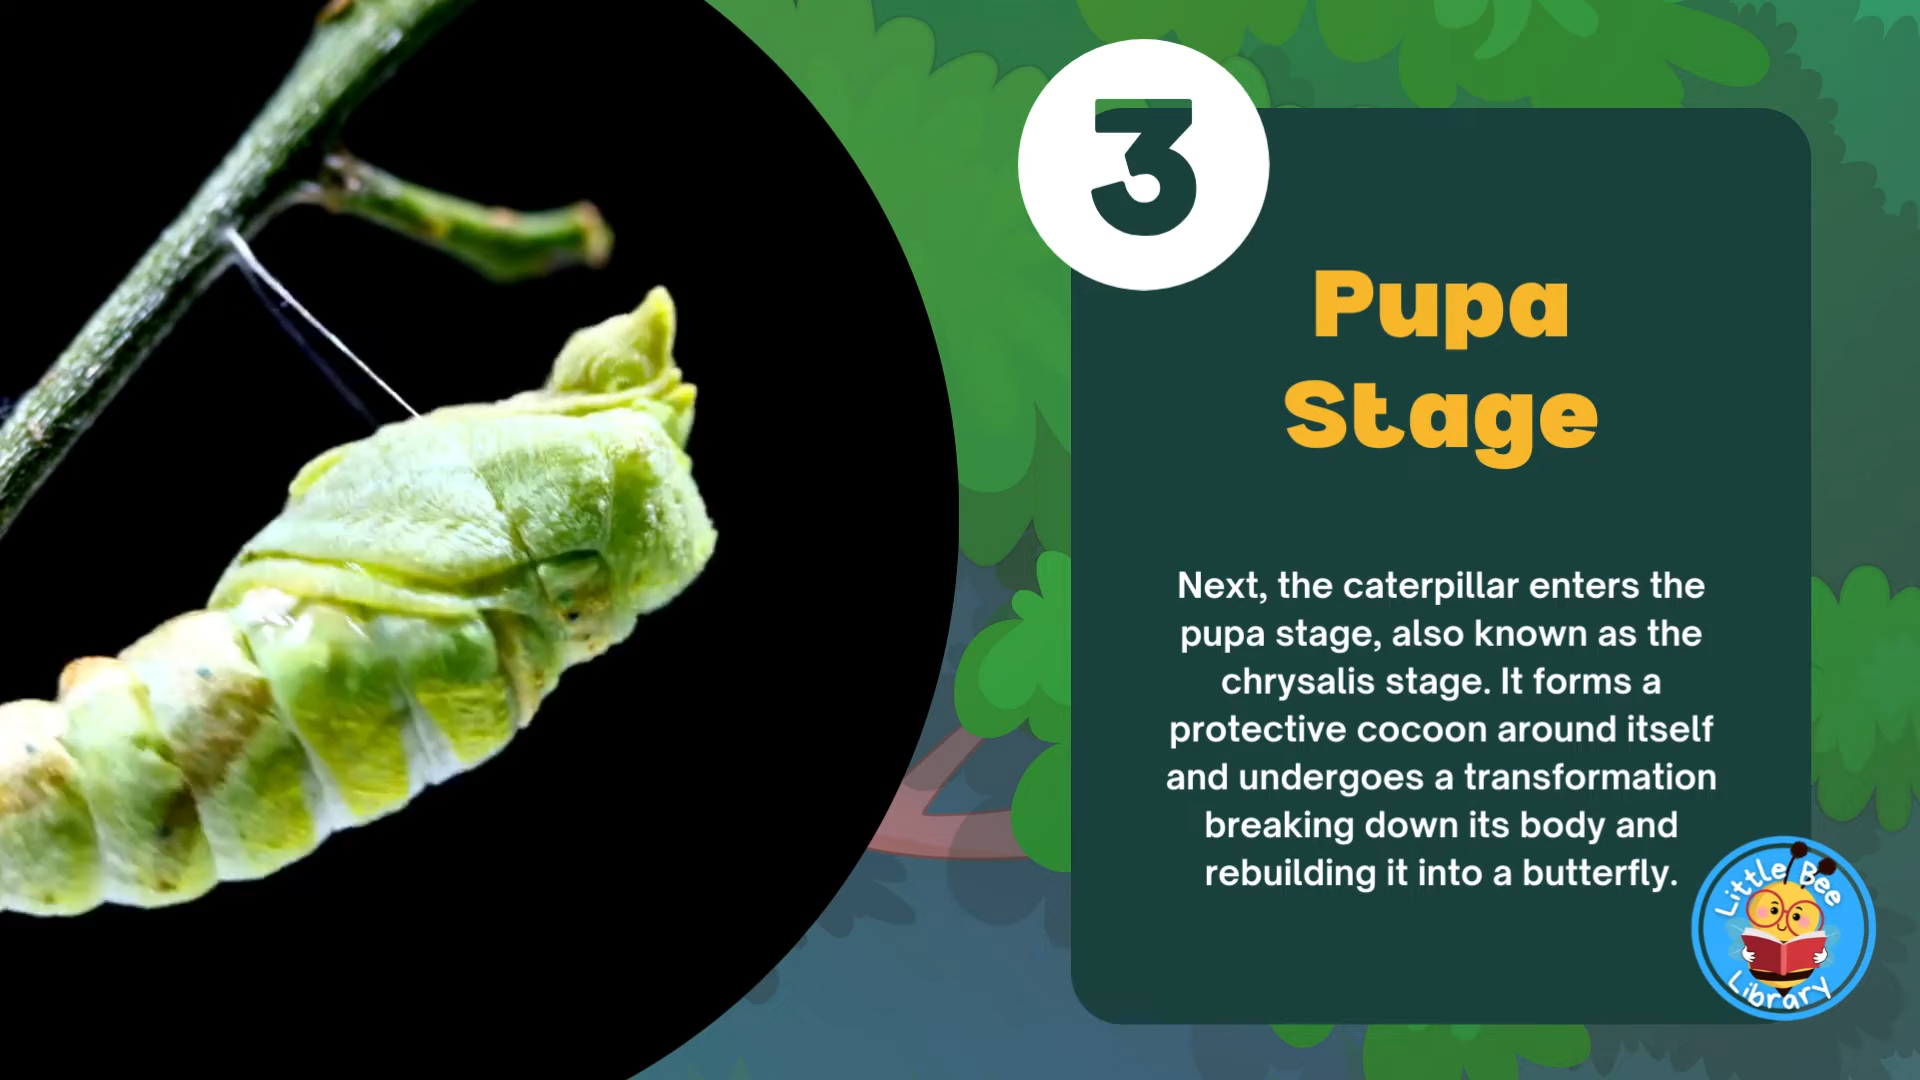 3
Pupa
Stage
Next, the caterpillar enters the
pupa stage, also known as the
chrysalis stage. It forms a
protective cocoon around itself
and undergoes a transformation
breaking down its body and
rebuilding it into a butterfly.
Little Bee
Library